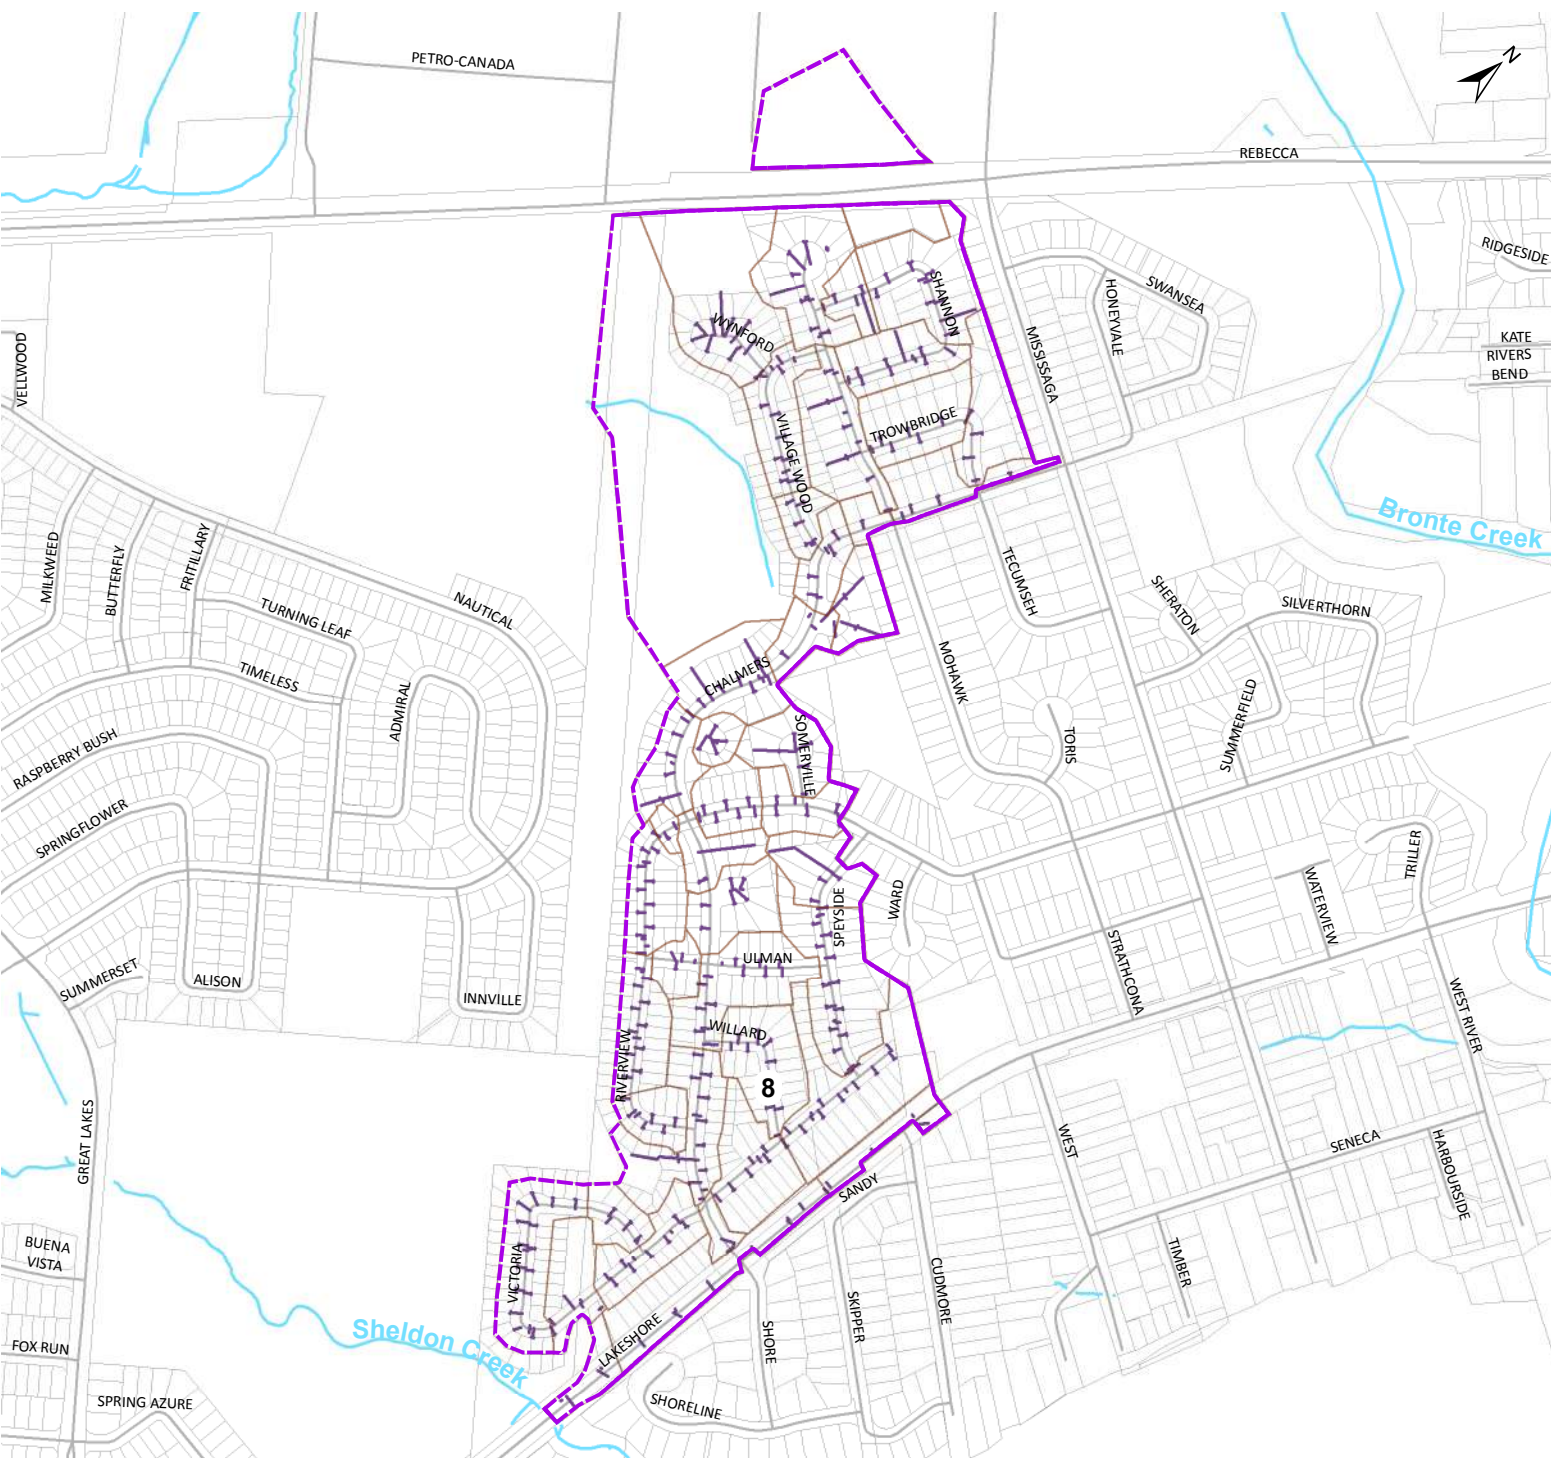 PETRO-CANADA
N
REBECCA
RIDGESIDE
SWANSEA
HONEYVALE
SHANNON
WYNFORD
MISSISSAGA
KATE
RIVERS
BEND
VELLWOOD
TROWBRIDGE
VILLAGE WOOD
Bronte Creek
MILKWEED
BUTTERFLY
FRITILLARY
TURNING LEAF
NAUTICAL
TECUMSEH
SHERATON
SILVERTHORN
TIMELESS
CHALMERS
MOHAWK
ADMIRAL
SOMERVILLE
TORIS
SUMMERFIELD
RASPBERRY BUSH
SPRINGFLOWER
TRILLER
WATERVIEW
WARD
SPEYSIDE
STRATHCONA
ULMAN
SUMMERSET
ALISON
INNVILLE
WEST RIVER
WILLARD
RIVERVIEW
8
GREAT LAKES
WEST
SENECA
HARBOURSIDE
SANDY
BUENA
VISTA
VICTORIA
TIMBER
CUDMORE
SKIPPER
SHORE
LAKESHORE
Sheldon Creek
FOX RUN
SPRING AZURE
SHORELINE